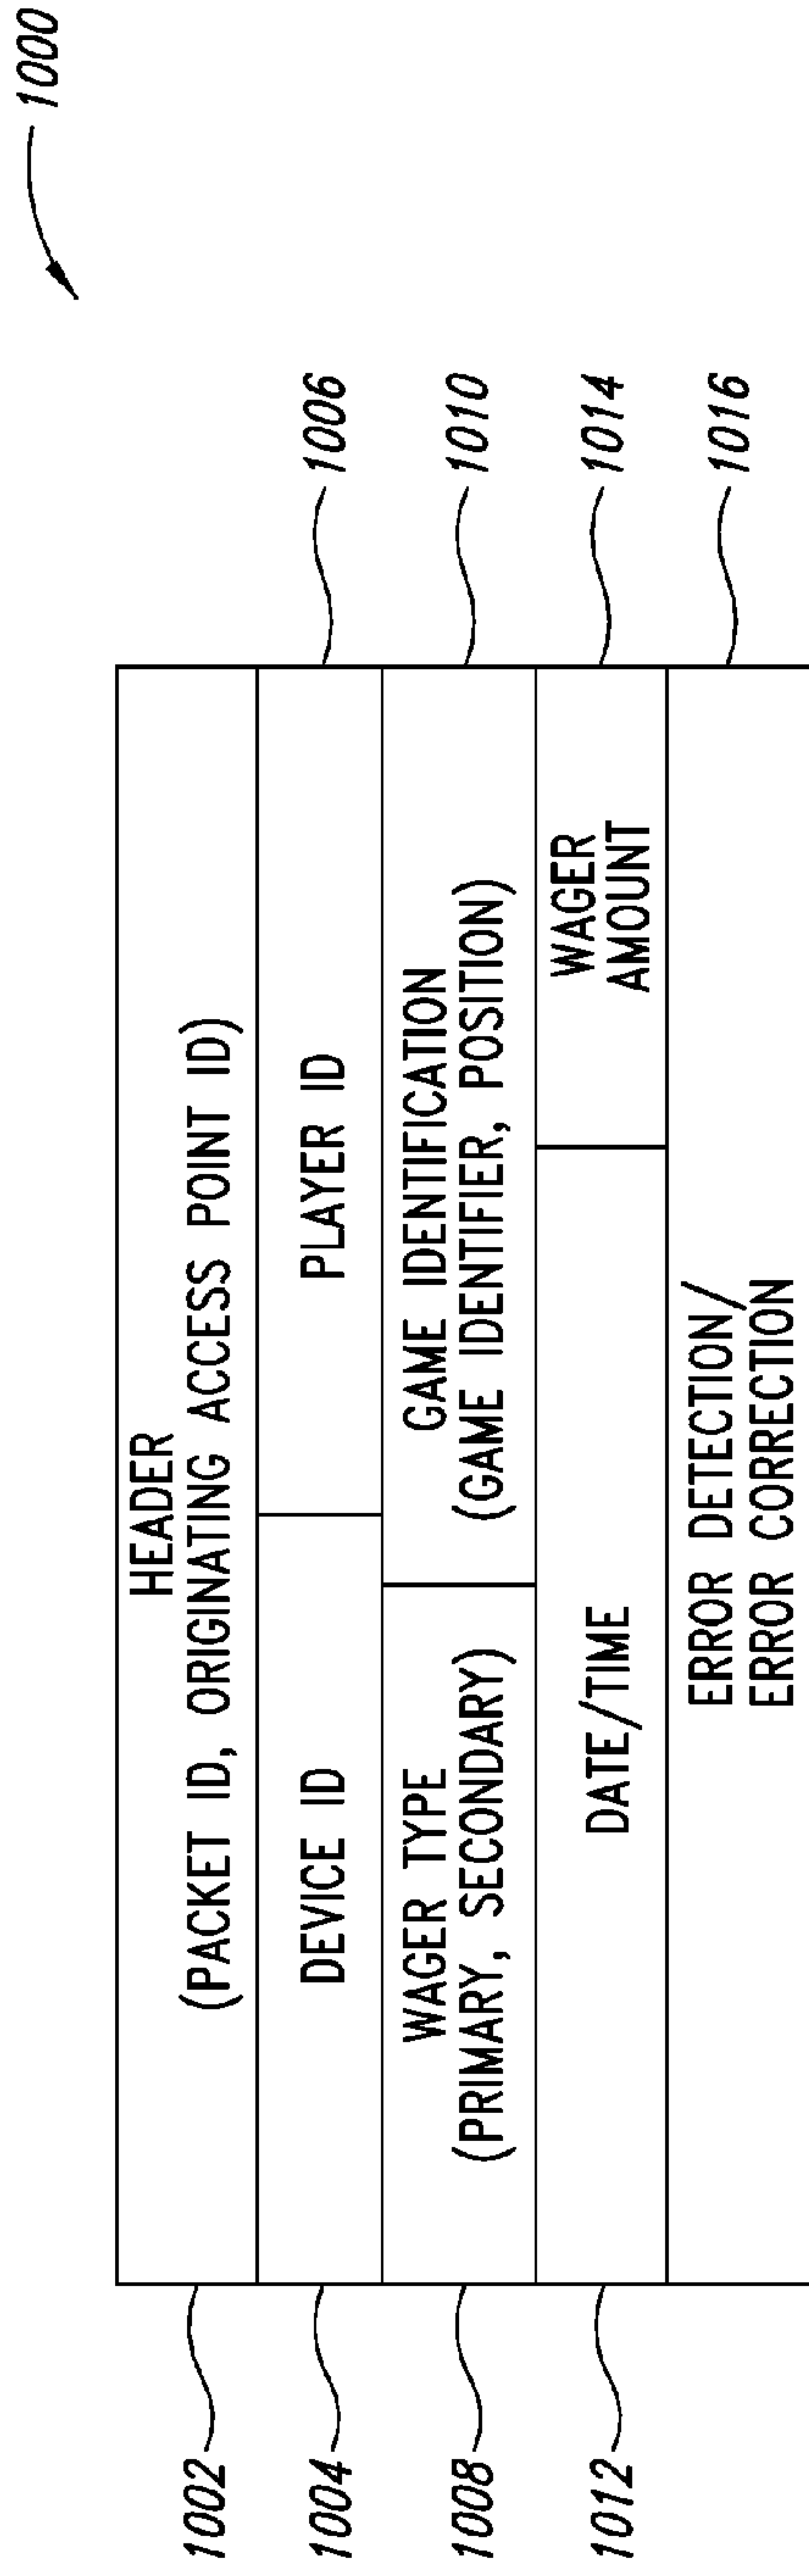 1000
1002
HEADER
(PACKET ID, ORIGINATING ACCESS POINT ID)
1004
DEVICE ID
PLAYER ID
1006
1008
WAGER TYPE
(PRIMARY, SECONDARY)
GAME IDENTIFICATION
(GAME IDENTIFIER, POSITION)
1010
1012
DATE/TIME
WAGER
AMOUNT
1014
ERROR DETECTION/
ERROR CORRECTION
1016